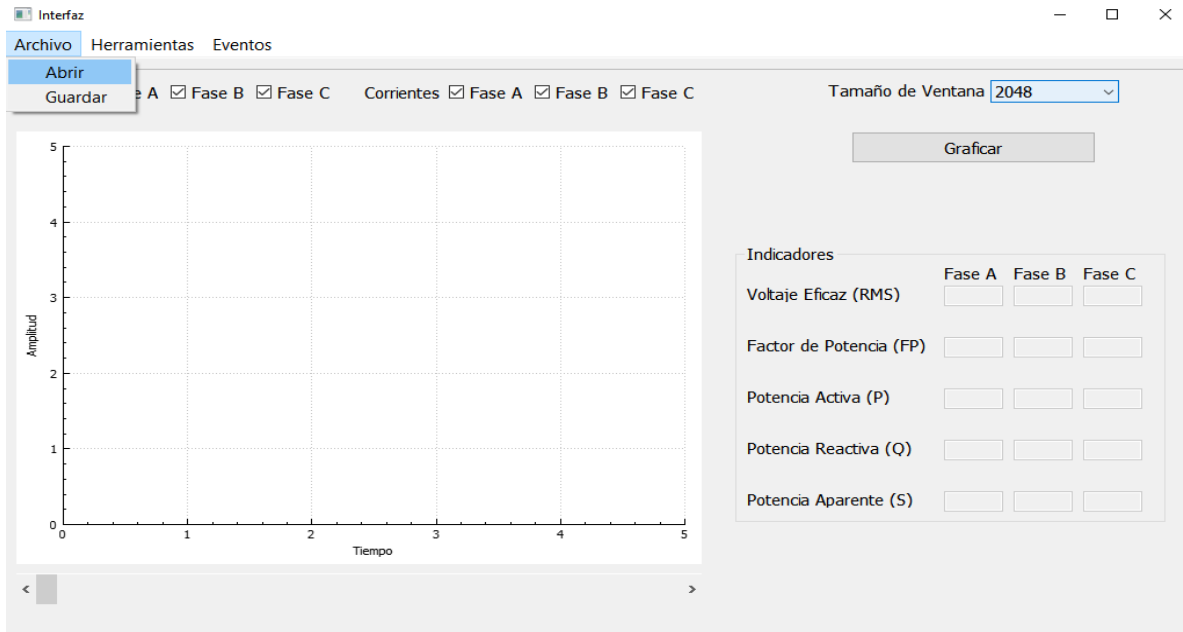 Interfaz
Archivo Herramientas Eventos
Abrir
Guardar
A Fase B Fase C Corrientes Fase A Fase B Fase C
Tamaño de Ventana 2048
Graficar
5
4
3
2
1
0
Amplitud
0 1 2 3 4 5
Tiempo
Indicadores
Fase A Fase B Fase C
Voltaje Eficaz (RMS)
Factor de Potencia (FP)
Potencia Activa (P)
Potencia Reactiva (Q)
Potencia Aparente (S)